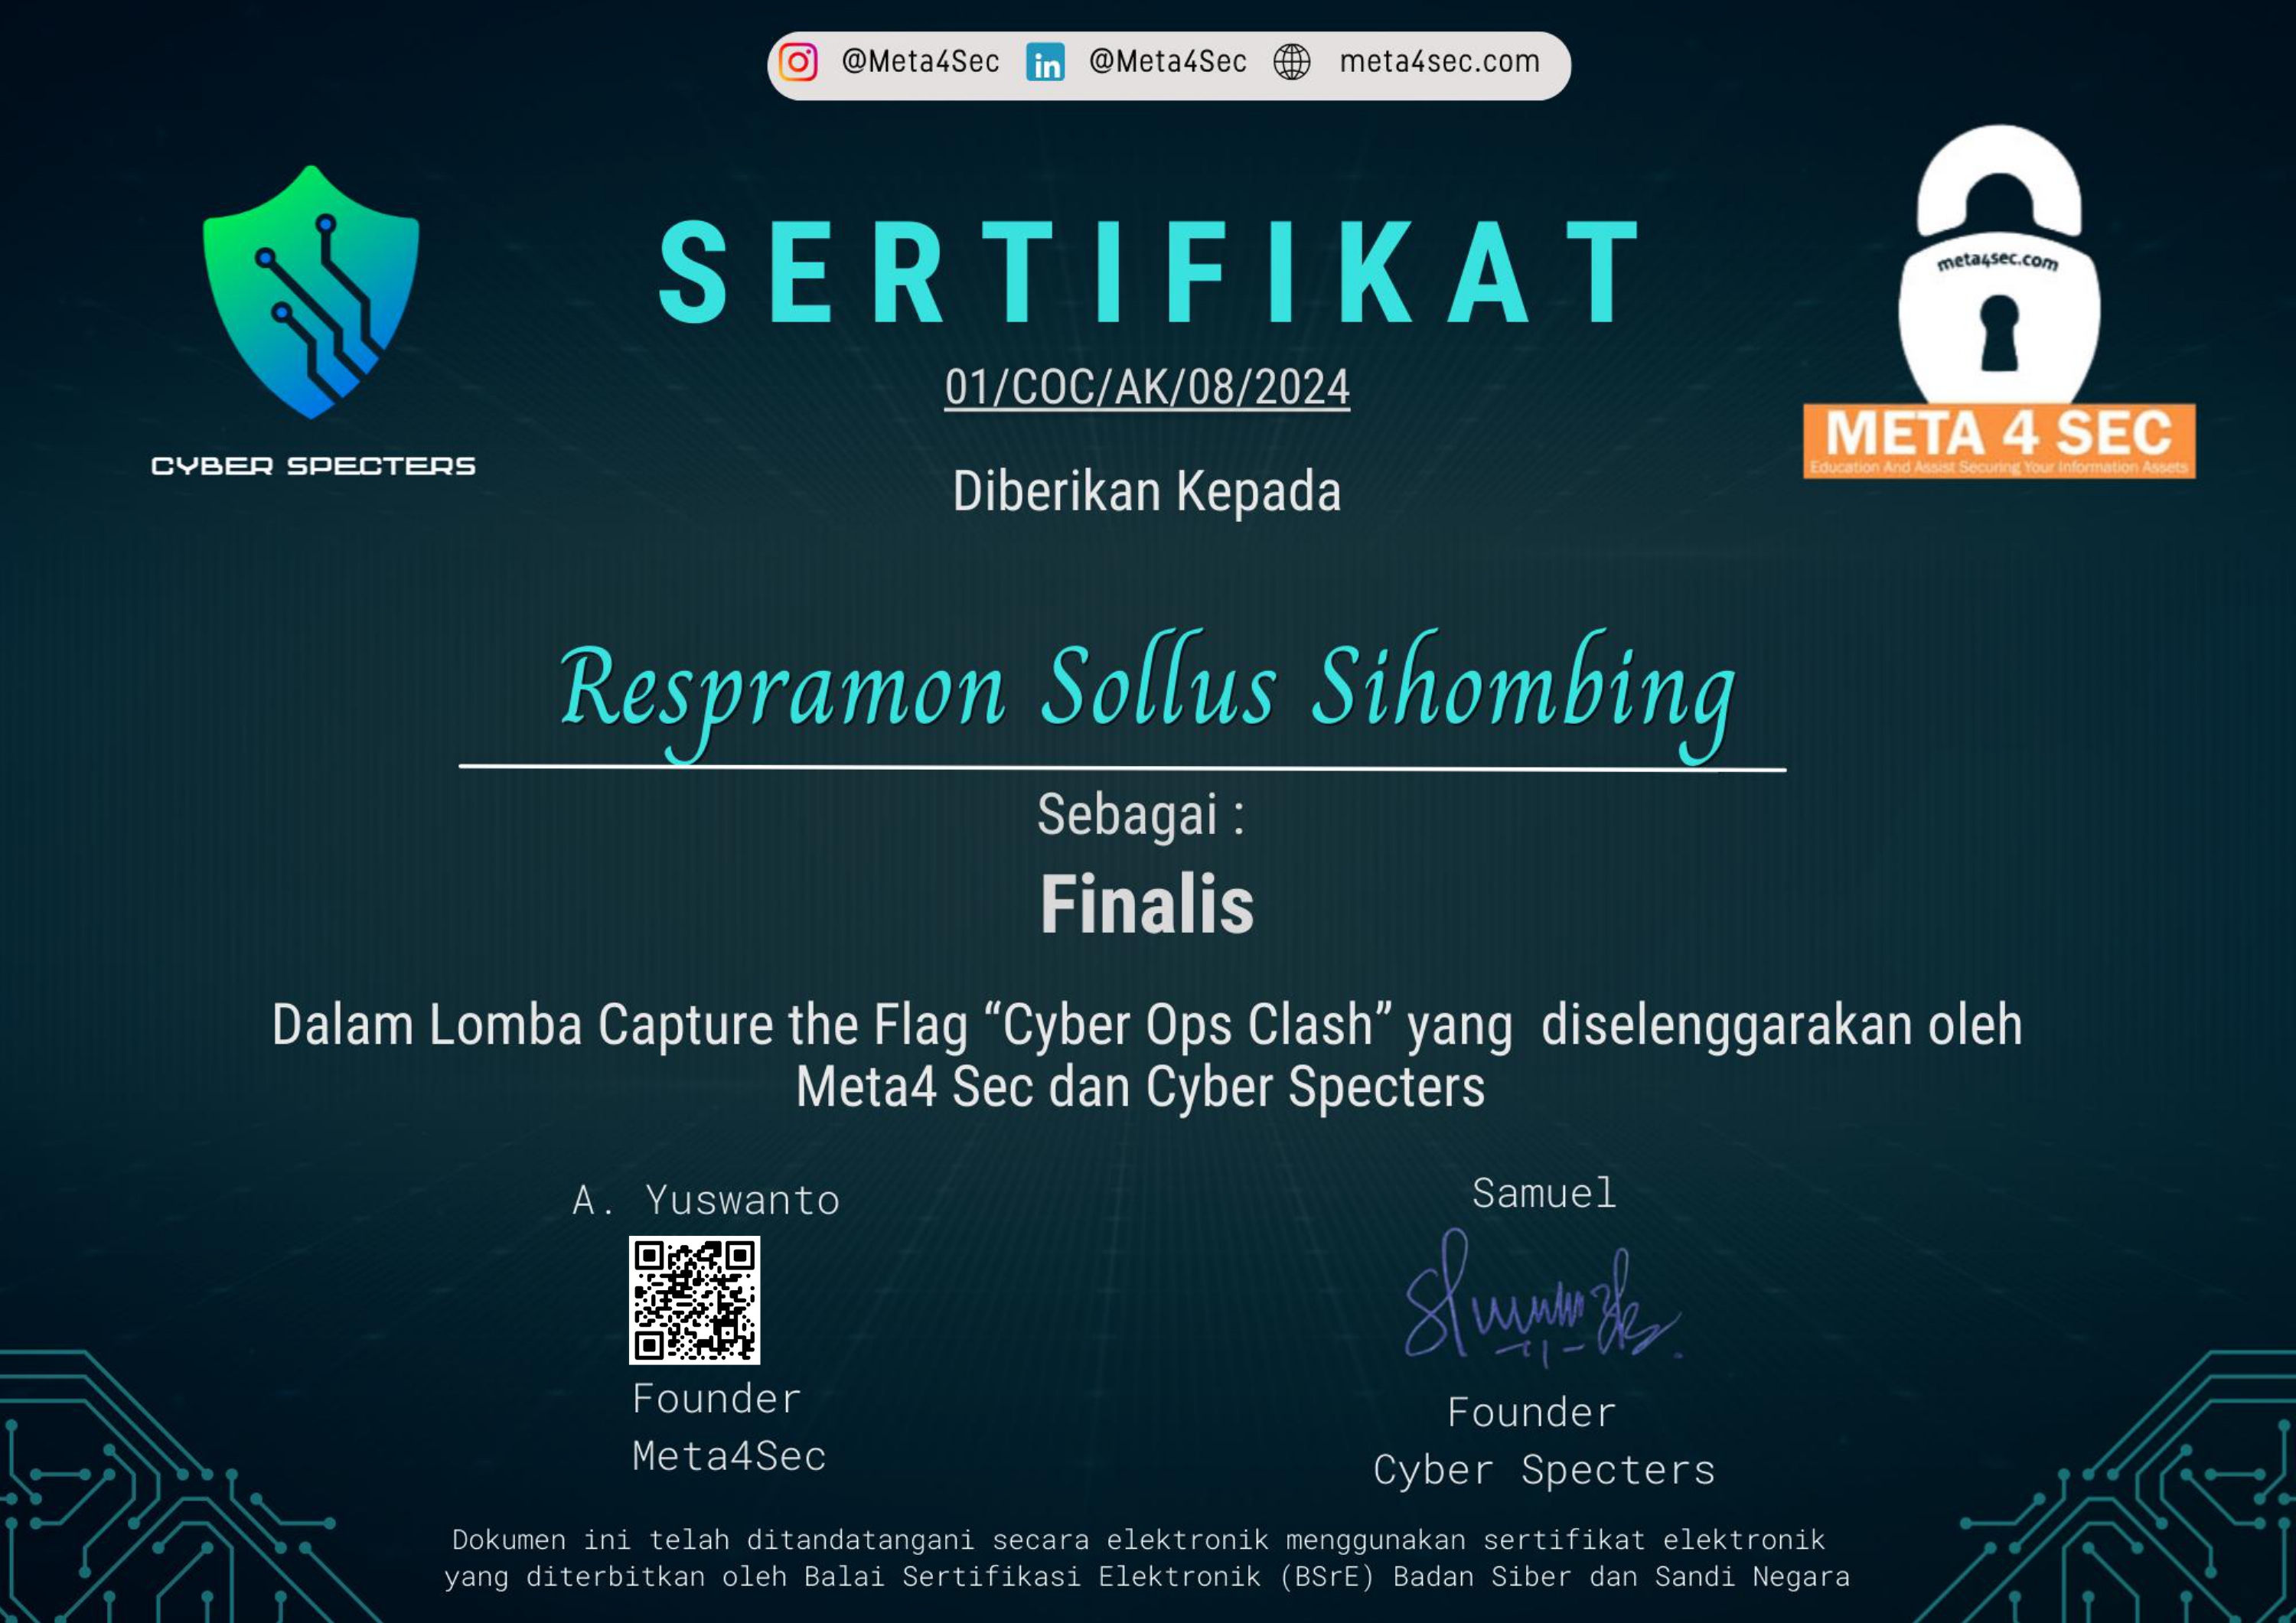 @Meta4Sec @Meta4Sec meta4sec.com
meta4sec.com
SERTIFIKAT
01/COC/AK/08/2024
META 4 SEC
Education And Assist Securing Your Information Assets
CYBER SPECTERS
Diberikan Kepada
Respramon Sollus Sihombing
Sebagai :
Finalis
Dalam Lomba Capture the Flag “Cyber Ops Clash” yang diselenggarakan oleh
Meta4 Sec dan Cyber Specters
A. Yuswanto
Founder
Meta4Sec
Samuel
Founder
Cyber Specters
Dokumen ini telah ditandatangani secara elektronik menggunakan sertifikat elektronik
yang diterbitkan oleh Balai Sertifikasi Elektronik (BSrE) Badan Siber dan Sandi Negara